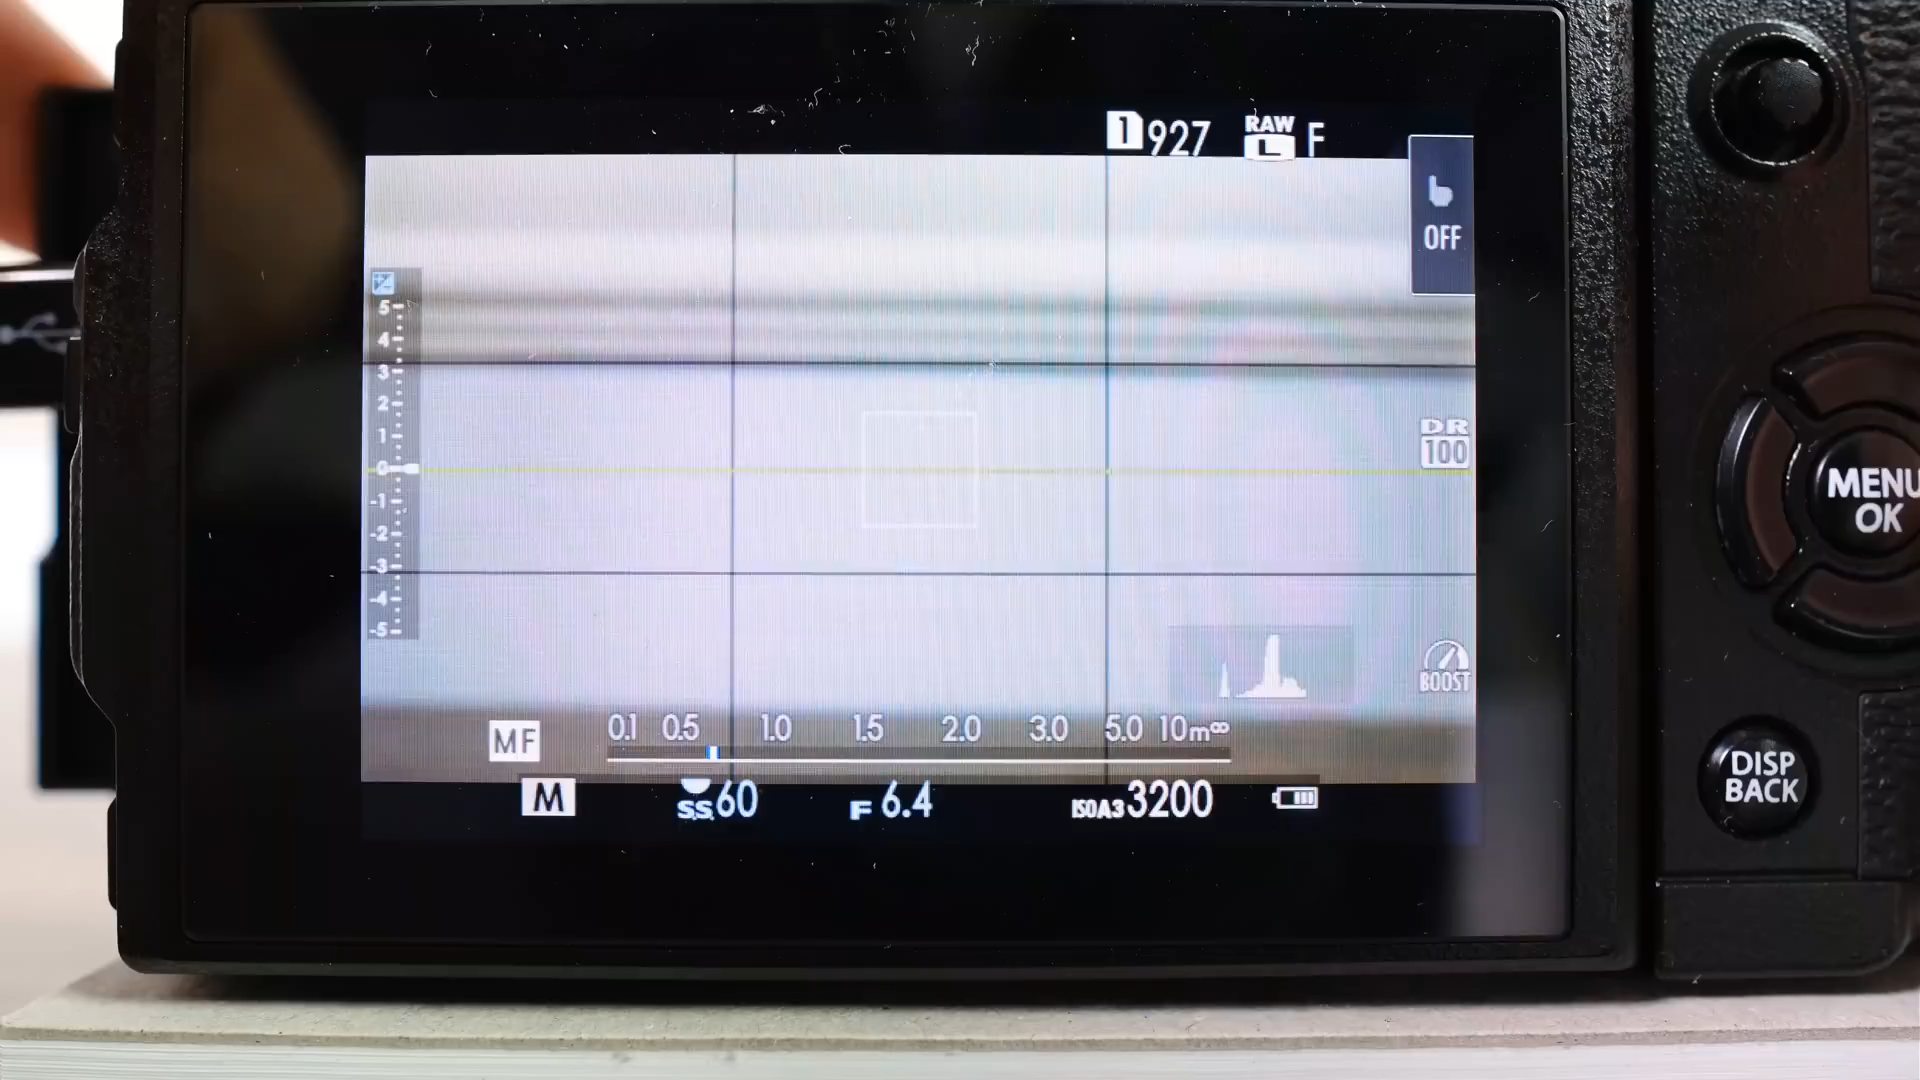 1 927 RAW L F
OFF
5
4
3
2
1
0
-1
-2
-3
-4
-5
DR
100
BOOST
MF 0.1 0.5 1.0 1.5 2.0 3.0 5.0 10m∞
M S.S. 60 F 6.4 ISO A3 3200
MENU
OK
DISP
BACK